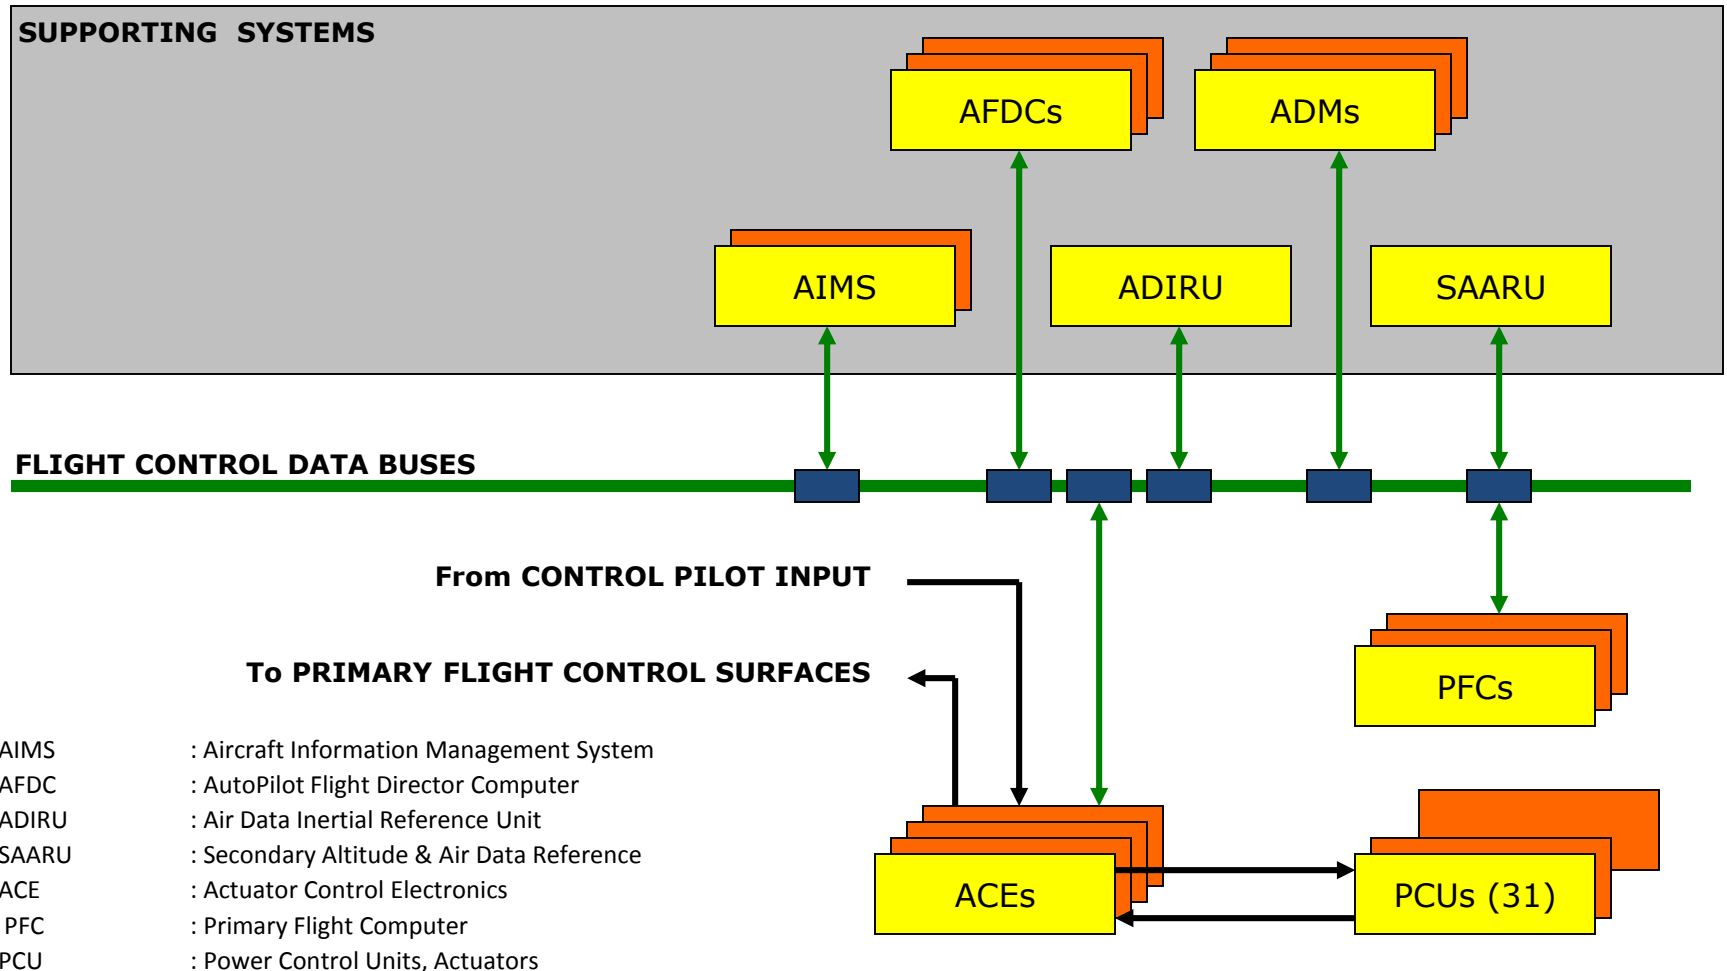 SUPPORTING SYSTEMS
AFDCs
ADMs
AIMS
ADIRU
SAARU
FLIGHT CONTROL DATA BUSES
From CONTROL PILOT INPUT
To PRIMARY FLIGHT CONTROL SURFACES
PFCs
AIMS : Aircraft Information Management System
AFDC : AutoPilot Flight Director Computer
ADIRU : Air Data Inertial Reference Unit
SAARU : Secondary Altitude & Air Data Reference
ACE : Actuator Control Electronics
PFC : Primary Flight Computer
PCU : Power Control Units, Actuators
ACEs
PCUs (31)